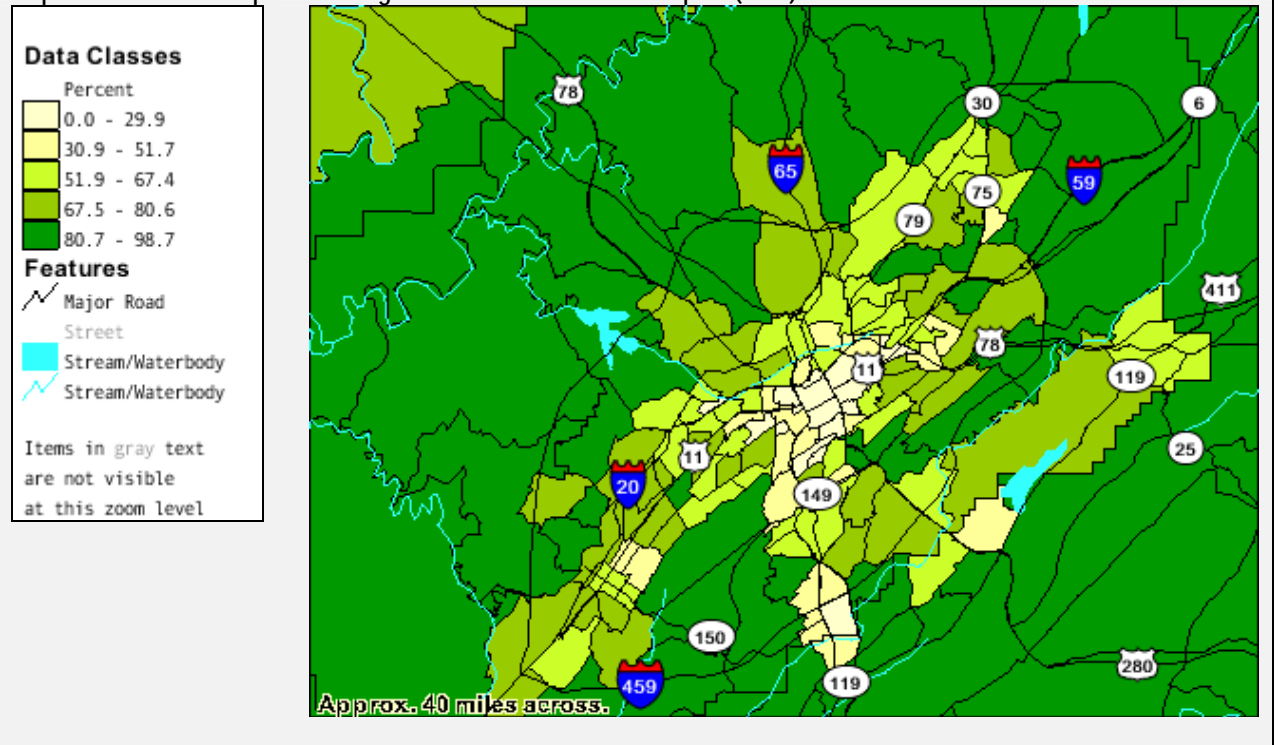 Data Classes
Percent
0.0 - 29.9
30.9 - 51.7
51.9 - 67.4
67.5 - 80.6
80.7 - 98.7
Features
Major Road
Street
Stream/Waterbody
Stream/Waterbody
Items in gray text
are not visible
at this zoom level
78
30
6
65
59
75
79
411
78
11
119
25
11
20
149
150
280
459
119
Approx. 40 miles across.